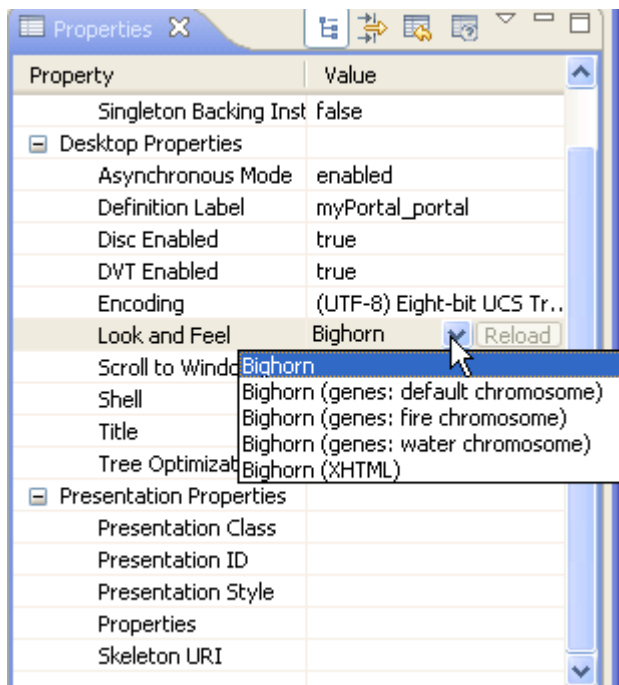 Properties
Property Value
Singleton Backing Inst false
Desktop Properties
Asynchronous Mode enabled
Definition Label myPortal_portal
Disc Enabled true
DVT Enabled true
Encoding (UTF-8) Eight-bit UCS Tr...
Look and Feel Bighorn Reload
Scroll to Windo
Bighorn
Bighorn (genes: default chromosome)
Shell
Bighorn (genes: fire chromosome)
Title
Bighorn (genes: water chromosome)
Tree Optimizat
Bighorn (XHTML)
Presentation Properties
Presentation Class
Presentation ID
Presentation Style
Properties
Skeleton URI